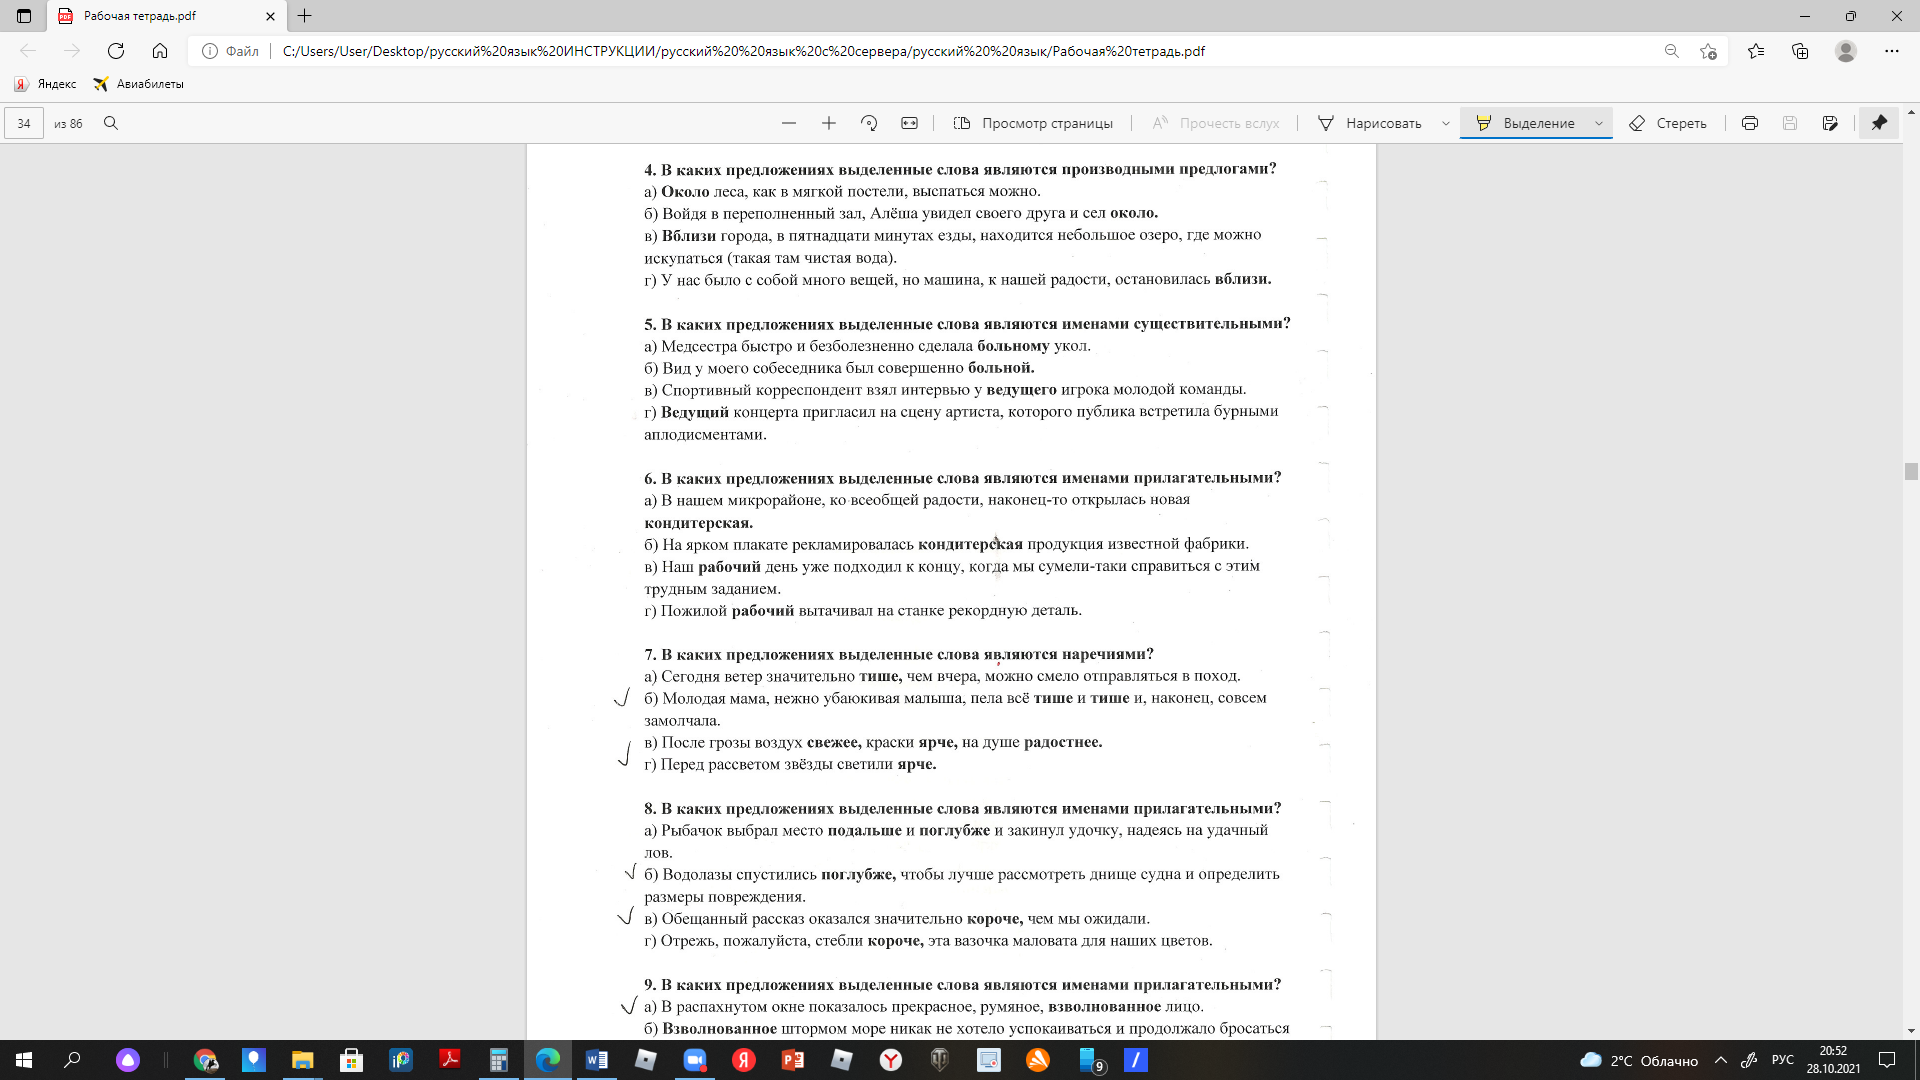 Рабочая тетрадь.pdf
Файл
C:/Users/User/Desktop/русский%20язык%20ИНСТРУКЦИИ/русский%20%20язык%20с%20сервера/русский%20%20язык/Рабочая%20тетрадь.pdf
Яндекс
Авиабилеты
34 из 86
Просмотр страницы
Прочесть вслух
Нарисовать
Выделение
Стереть
4. В каких предложениях выделенные слова являются производными предлогами?
а) Около леса, как в мягкой постели, выспаться можно.
б) Войдя в переполненный зал, Алёша увидел своего друга и сел около.
в) Вблизи города, в пятнадцати минутах езды, находится небольшое озеро, где можно
искупаться (такая там чистая вода).
г) У нас было с собой много вещей, но машина, к нашей радости, остановилась вблизи.
5. В каких предложениях выделенные слова являются именами существительными?
а) Медсестра быстро и безболезненно сделала больному укол.
б) Вид у моего собеседника был совершенно больной.
в) Спортивный корреспондент взял интервью у ведущего игрока молодой команды.
г) Ведущий концерта пригласил на сцену артиста, которого публика встретила бурными
аплодисментами.
6. В каких предложениях выделенные слова являются именами прилагательными?
а) В нашем микрорайоне, ко всеобщей радости, наконец-то открылась новая
кондитерская.
б) На ярком плакате рекламировалась кондитерская продукция известной фабрики.
в) Наш рабочий день уже подходил к концу, когда мы сумели-таки справиться с этим
трудным заданием.
г) Пожилой рабочий вытачивал на станке рекордную деталь.
7. В каких предложениях выделенные слова являются наречиями?
а) Сегодня ветер значительно тише, чем вчера, можно смело отправляться в поход.
б) Молодая мама, нежно убаюкивая малыша, пела всё тише и тише и, наконец, совсем
замолчала.
в) После грозы воздух свежее, краски ярче, на душе радостнее.
г) Перед рассветом звёзды светили ярче.
8. В каких предложениях выделенные слова являются именами прилагательными?
а) Рыбачок выбрал место подальше и поглубже и закинул удочку, надеясь на удачный
лов.
б) Водолазы спустились поглубже, чтобы лучше рассмотреть днище судна и определить
размеры повреждения.
в) Обещанный рассказ оказался значительно короче, чем мы ожидали.
г) Отрежь, пожалуйста, стебли короче, эта вазочка маловата для наших цветов.
9. В каких предложениях выделенные слова являются именами прилагательными?
а) В распахнутом окне показалось прекрасное, румяное, взволнованное лицо.
б) Взволнованное штормом море никак не хотело успокаиваться и продолжало бросаться
2°C Облачно
РУС
20:52
28.10.2021